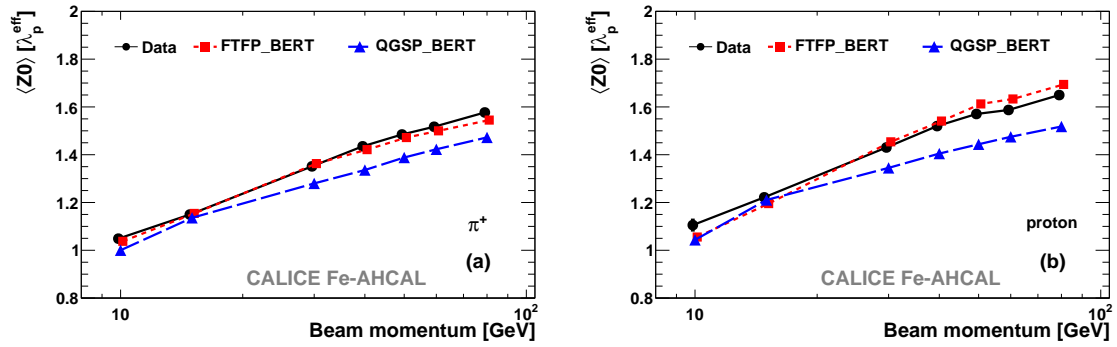 ⟨Z0⟩ [λ_p^eff]
2
1.8
1.6
1.4
1.2
1
0.8
Data FTFP_BERT QGSP_BERT
π+
(a)
CALICE Fe-AHCAL
10 10²
Beam momentum [GeV]
⟨Z0⟩ [λ_p^eff]
2
1.8
1.6
1.4
1.2
1
0.8
Data FTFP_BERT QGSP_BERT
proton
(b)
CALICE Fe-AHCAL
10 10²
Beam momentum [GeV]